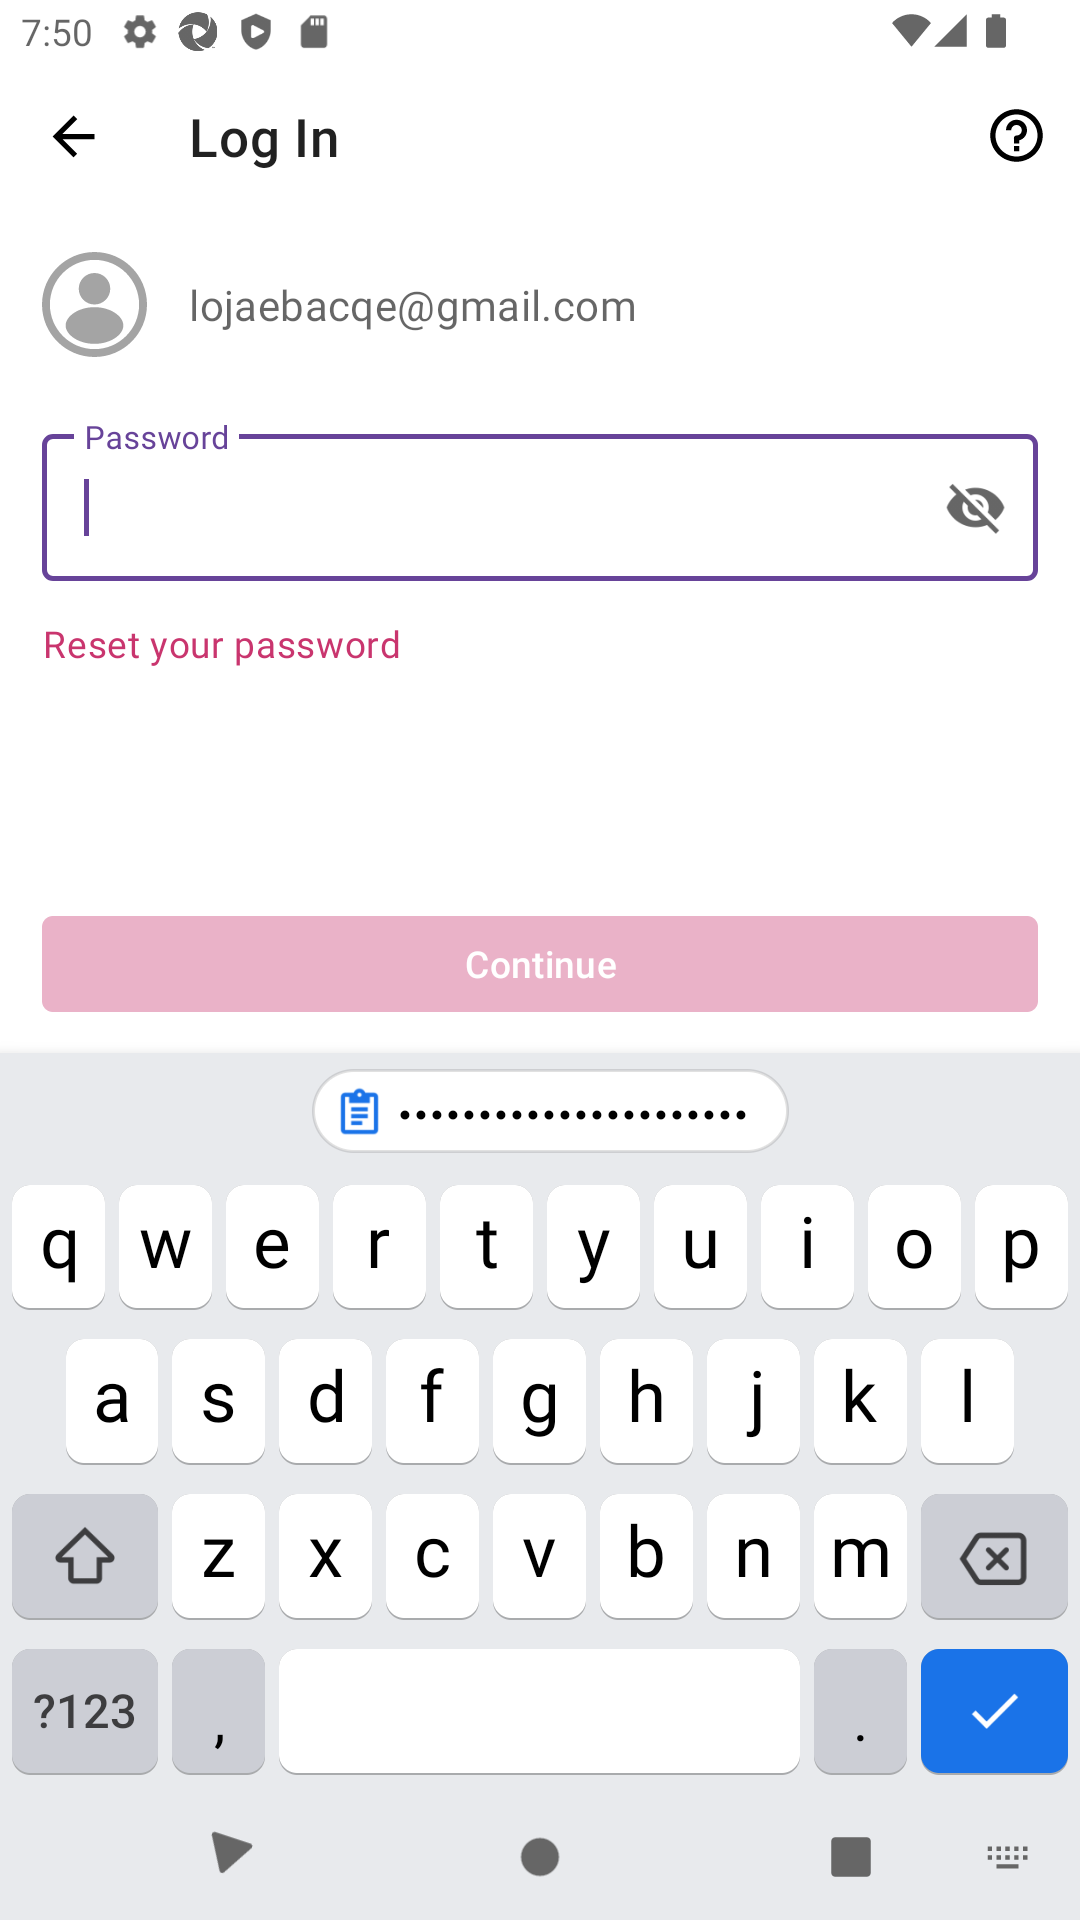 7:50
Log In
lojaebacqe@gmail.com
Password
Reset your password
Continue
••••••••••••••••••••••
q w e r t y u i o p
a s d f g h j k l
z x c v b n m
?123 , .